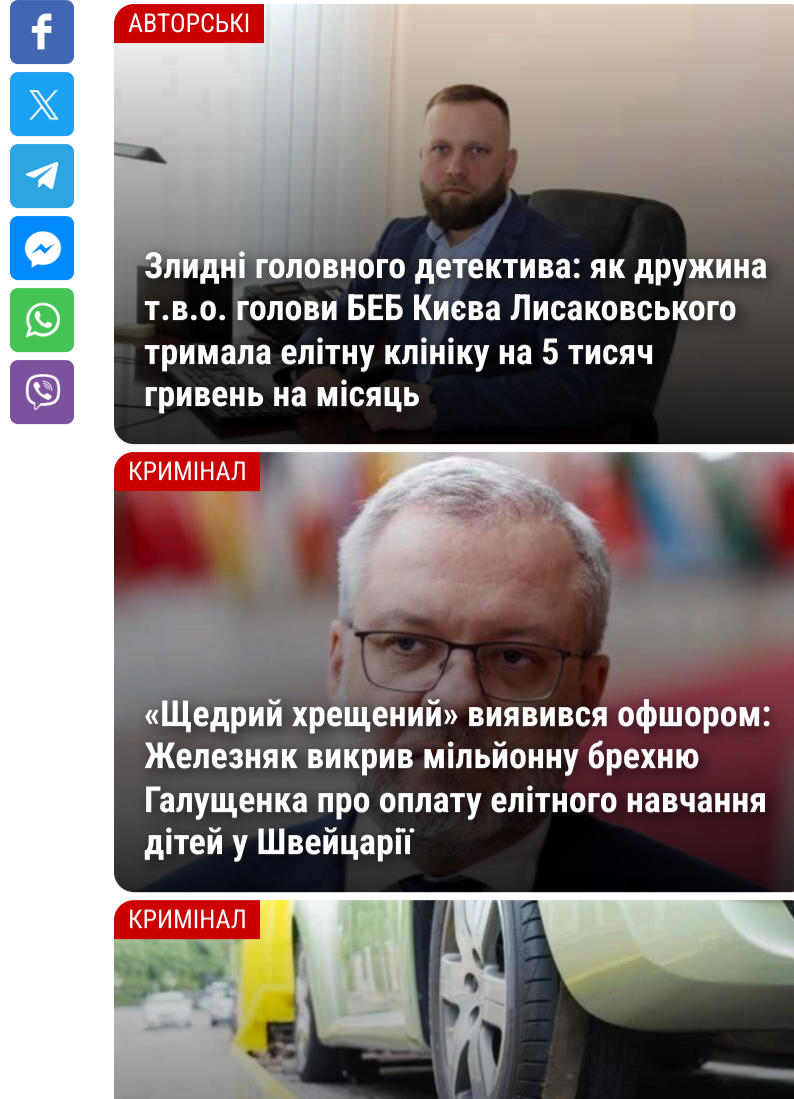 АВТОРСЬКІ
Злидні головного детектива: як дружина
т.в.о. голови БЕБ Києва Лисаковського
тримала елітну клініку на 5 тисяч
гривень на місяць
КРИМІНАЛ
«Щедрий хрещений» виявився офшором:
Железняк викрив мільйонну брехню
Галущенка про оплату елітного навчання
дітей у Швейцарії
КРИМІНАЛ